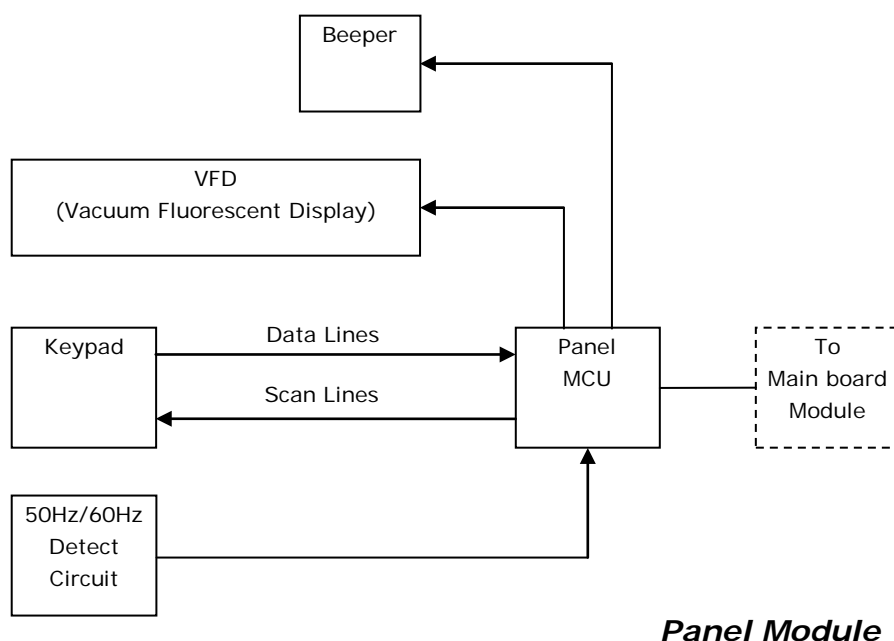 Beeper
VFD
(Vacuum Fluorescent Display)
Keypad
Data Lines
Scan Lines
Panel
MCU
To
Main board
Module
50Hz/60Hz
Detect
Circuit
Panel Module